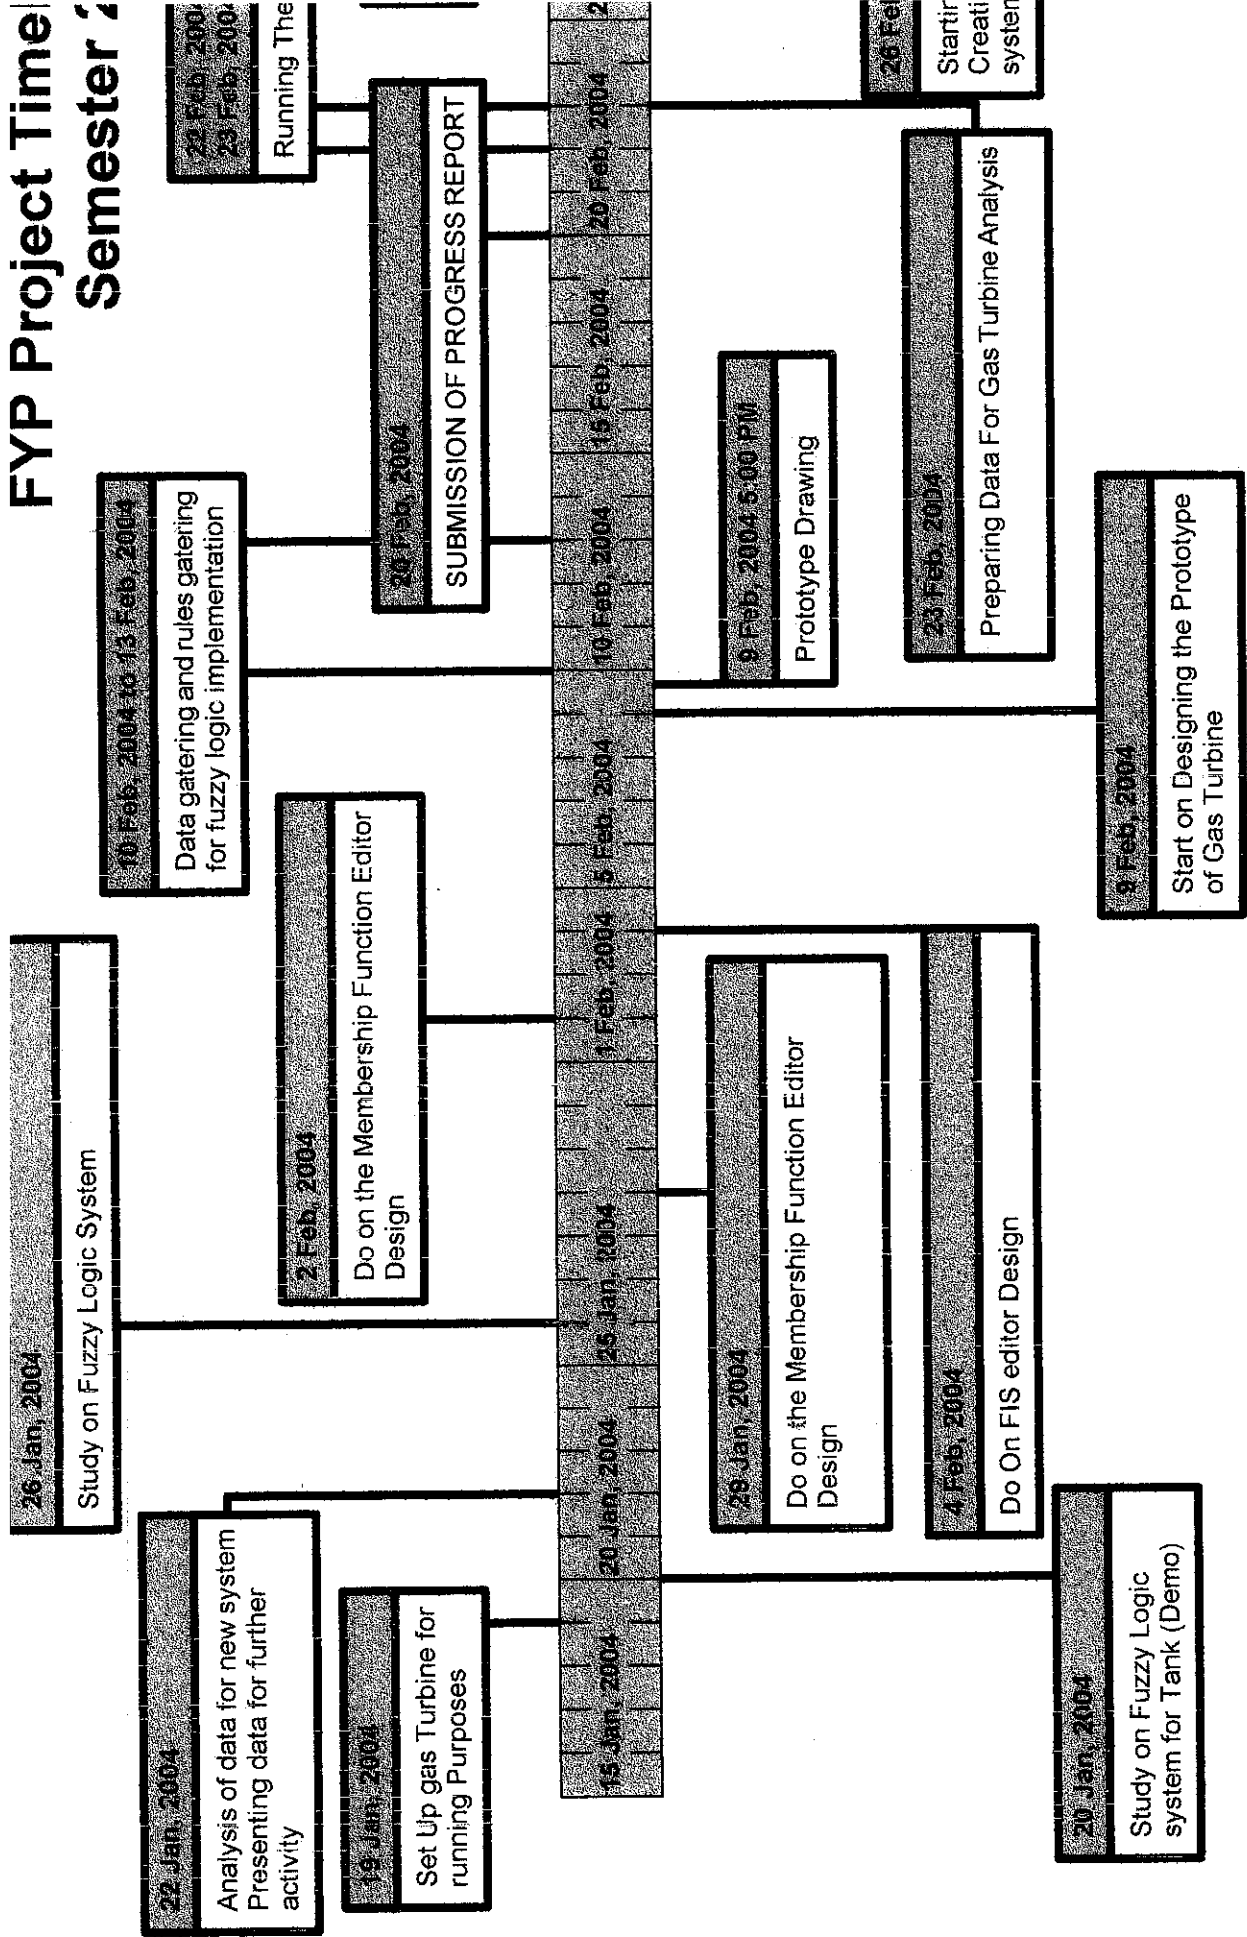 FYP Project Time
Semester 2
26 Jan, 2004
Study on Fuzzy Logic System
10 Feb, 2004 to 13 Feb, 2004
Data gatering and rules gatering
for fuzzy logic implementation
22 Feb, 200
23 Feb, 200
Running The
22 Jan, 2004
Analysis of data for new system
Presenting data for further
activity
2 Feb, 2004
Do on the Membership Function Editor
Design
20 Feb, 2004
SUBMISSION OF PROGRESS REPORT
19 Jan, 2004
Set Up gas Turbine for
running Purposes
15 Jan, 2004
20 Jan, 2004
25 Jan, 2004
1 Feb, 2004
5 Feb, 2004
10 Feb, 2004
15 Feb, 2004
20 Feb, 2004
2
29 Jan, 2004
Do on the Membership Function Editor
Design
9 Feb, 2004 5:00 PM
Prototype Drawing
26 Fe
Startin
Creati
system
4 Feb, 2004
Do On FIS editor Design
23 Feb, 2004
Preparing Data For Gas Turbine Analysis
20 Jan, 2004
Study on Fuzzy Logic
system for Tank (Demo)
9 Feb, 2004
Start on Designing the Prototype
of Gas Turbine